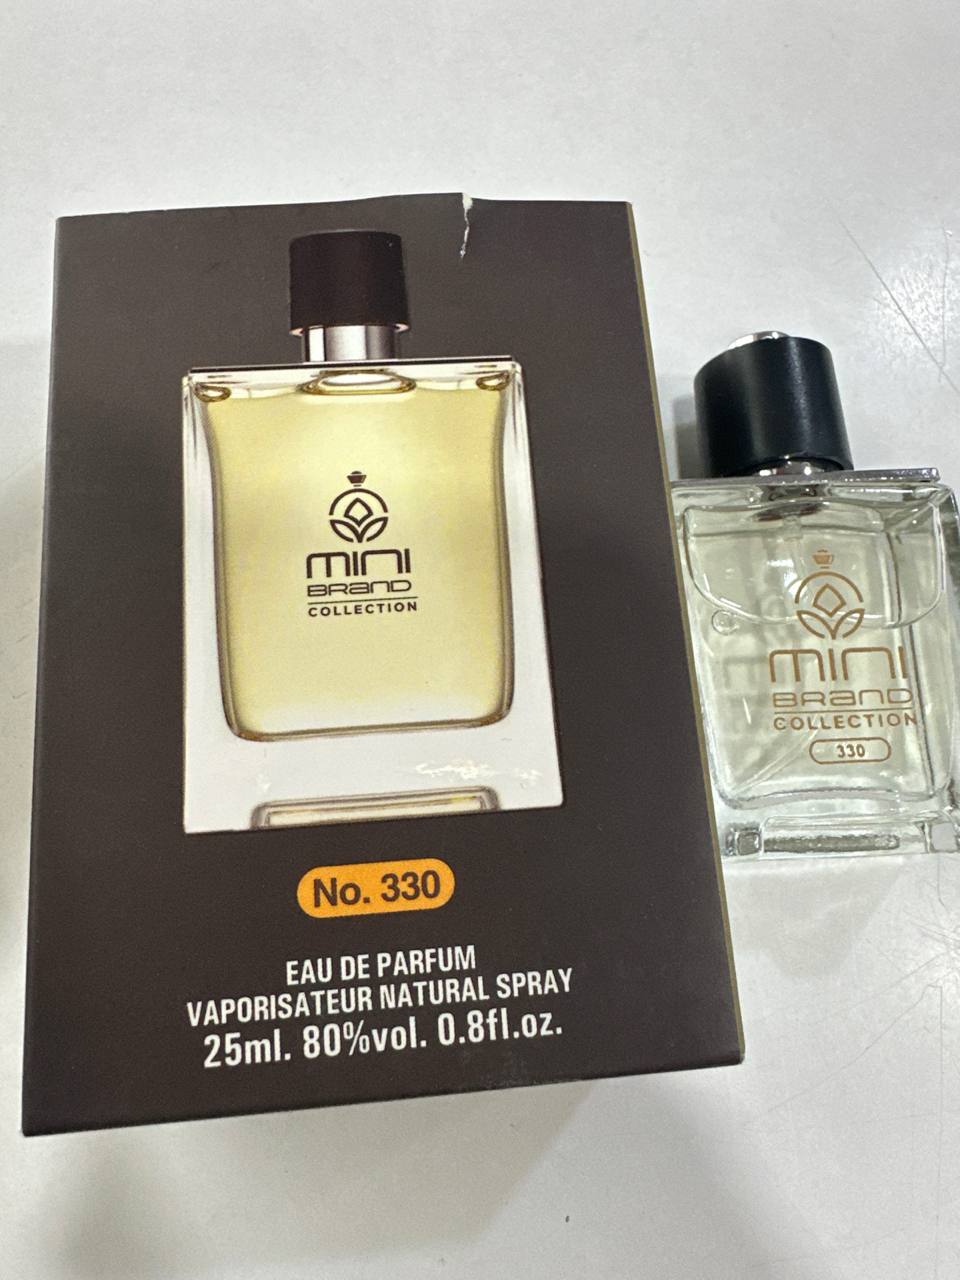 mini
BRAND
COLLECTION
No. 330
EAU DE PARFUM
VAPORISATEUR NATURAL SPRAY
25ml. 80%vol. 0.8fl.oz.
mini
BRAND
COLLECTION
330